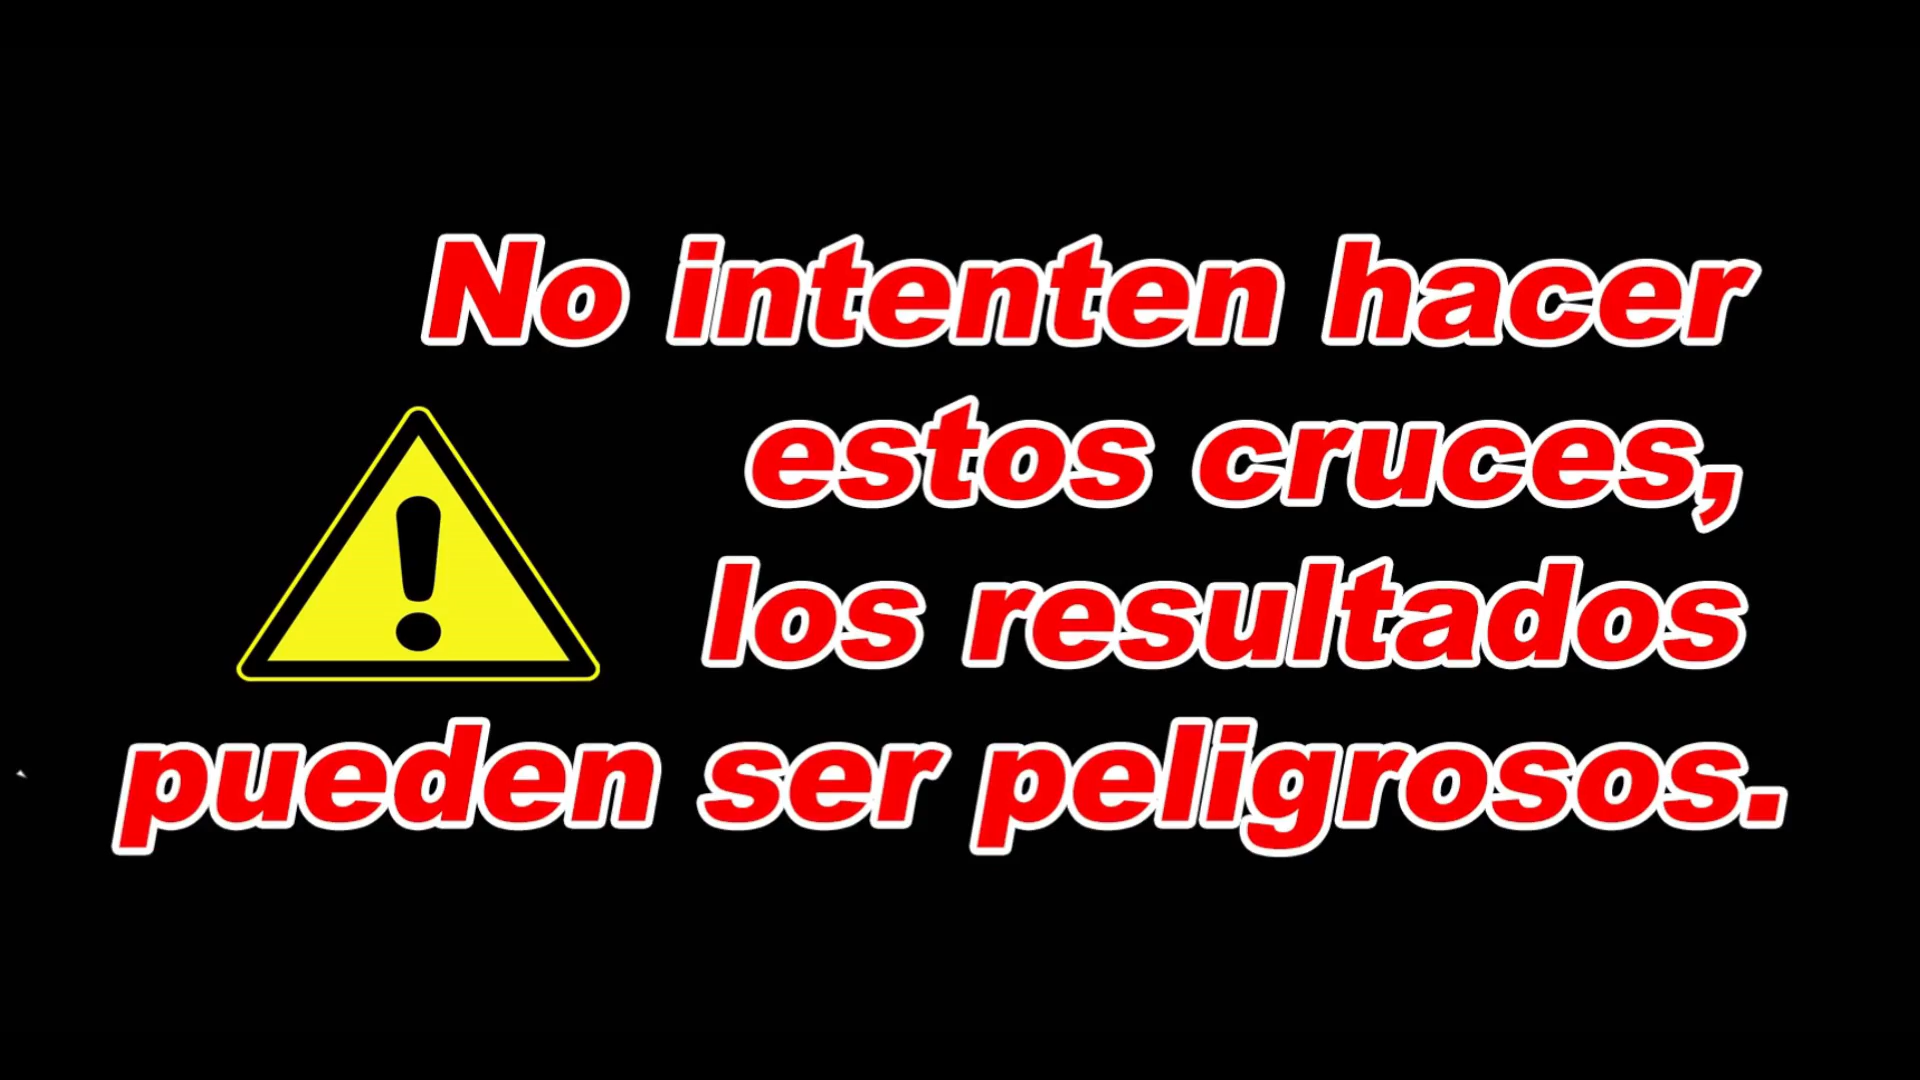 No intenten hacer
estos cruces,
los resultados
pueden ser peligrosos.